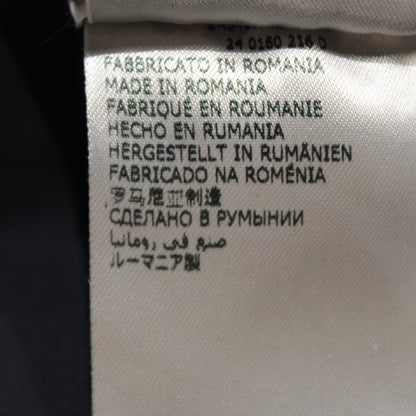 24 0160 216 D
FABBRICATO IN ROMANIA
MADE IN ROMANIA
FABRIQUÉ EN ROUMANIE
HECHO EN RUMANIA
HERGESTELLT IN RUMÄNIEN
FABRICADO NA ROMÉNIA
罗马尼亚制造
СДЕЛАНО В РУМЫНИИ
صنع في رومانيا
ルーマニア製